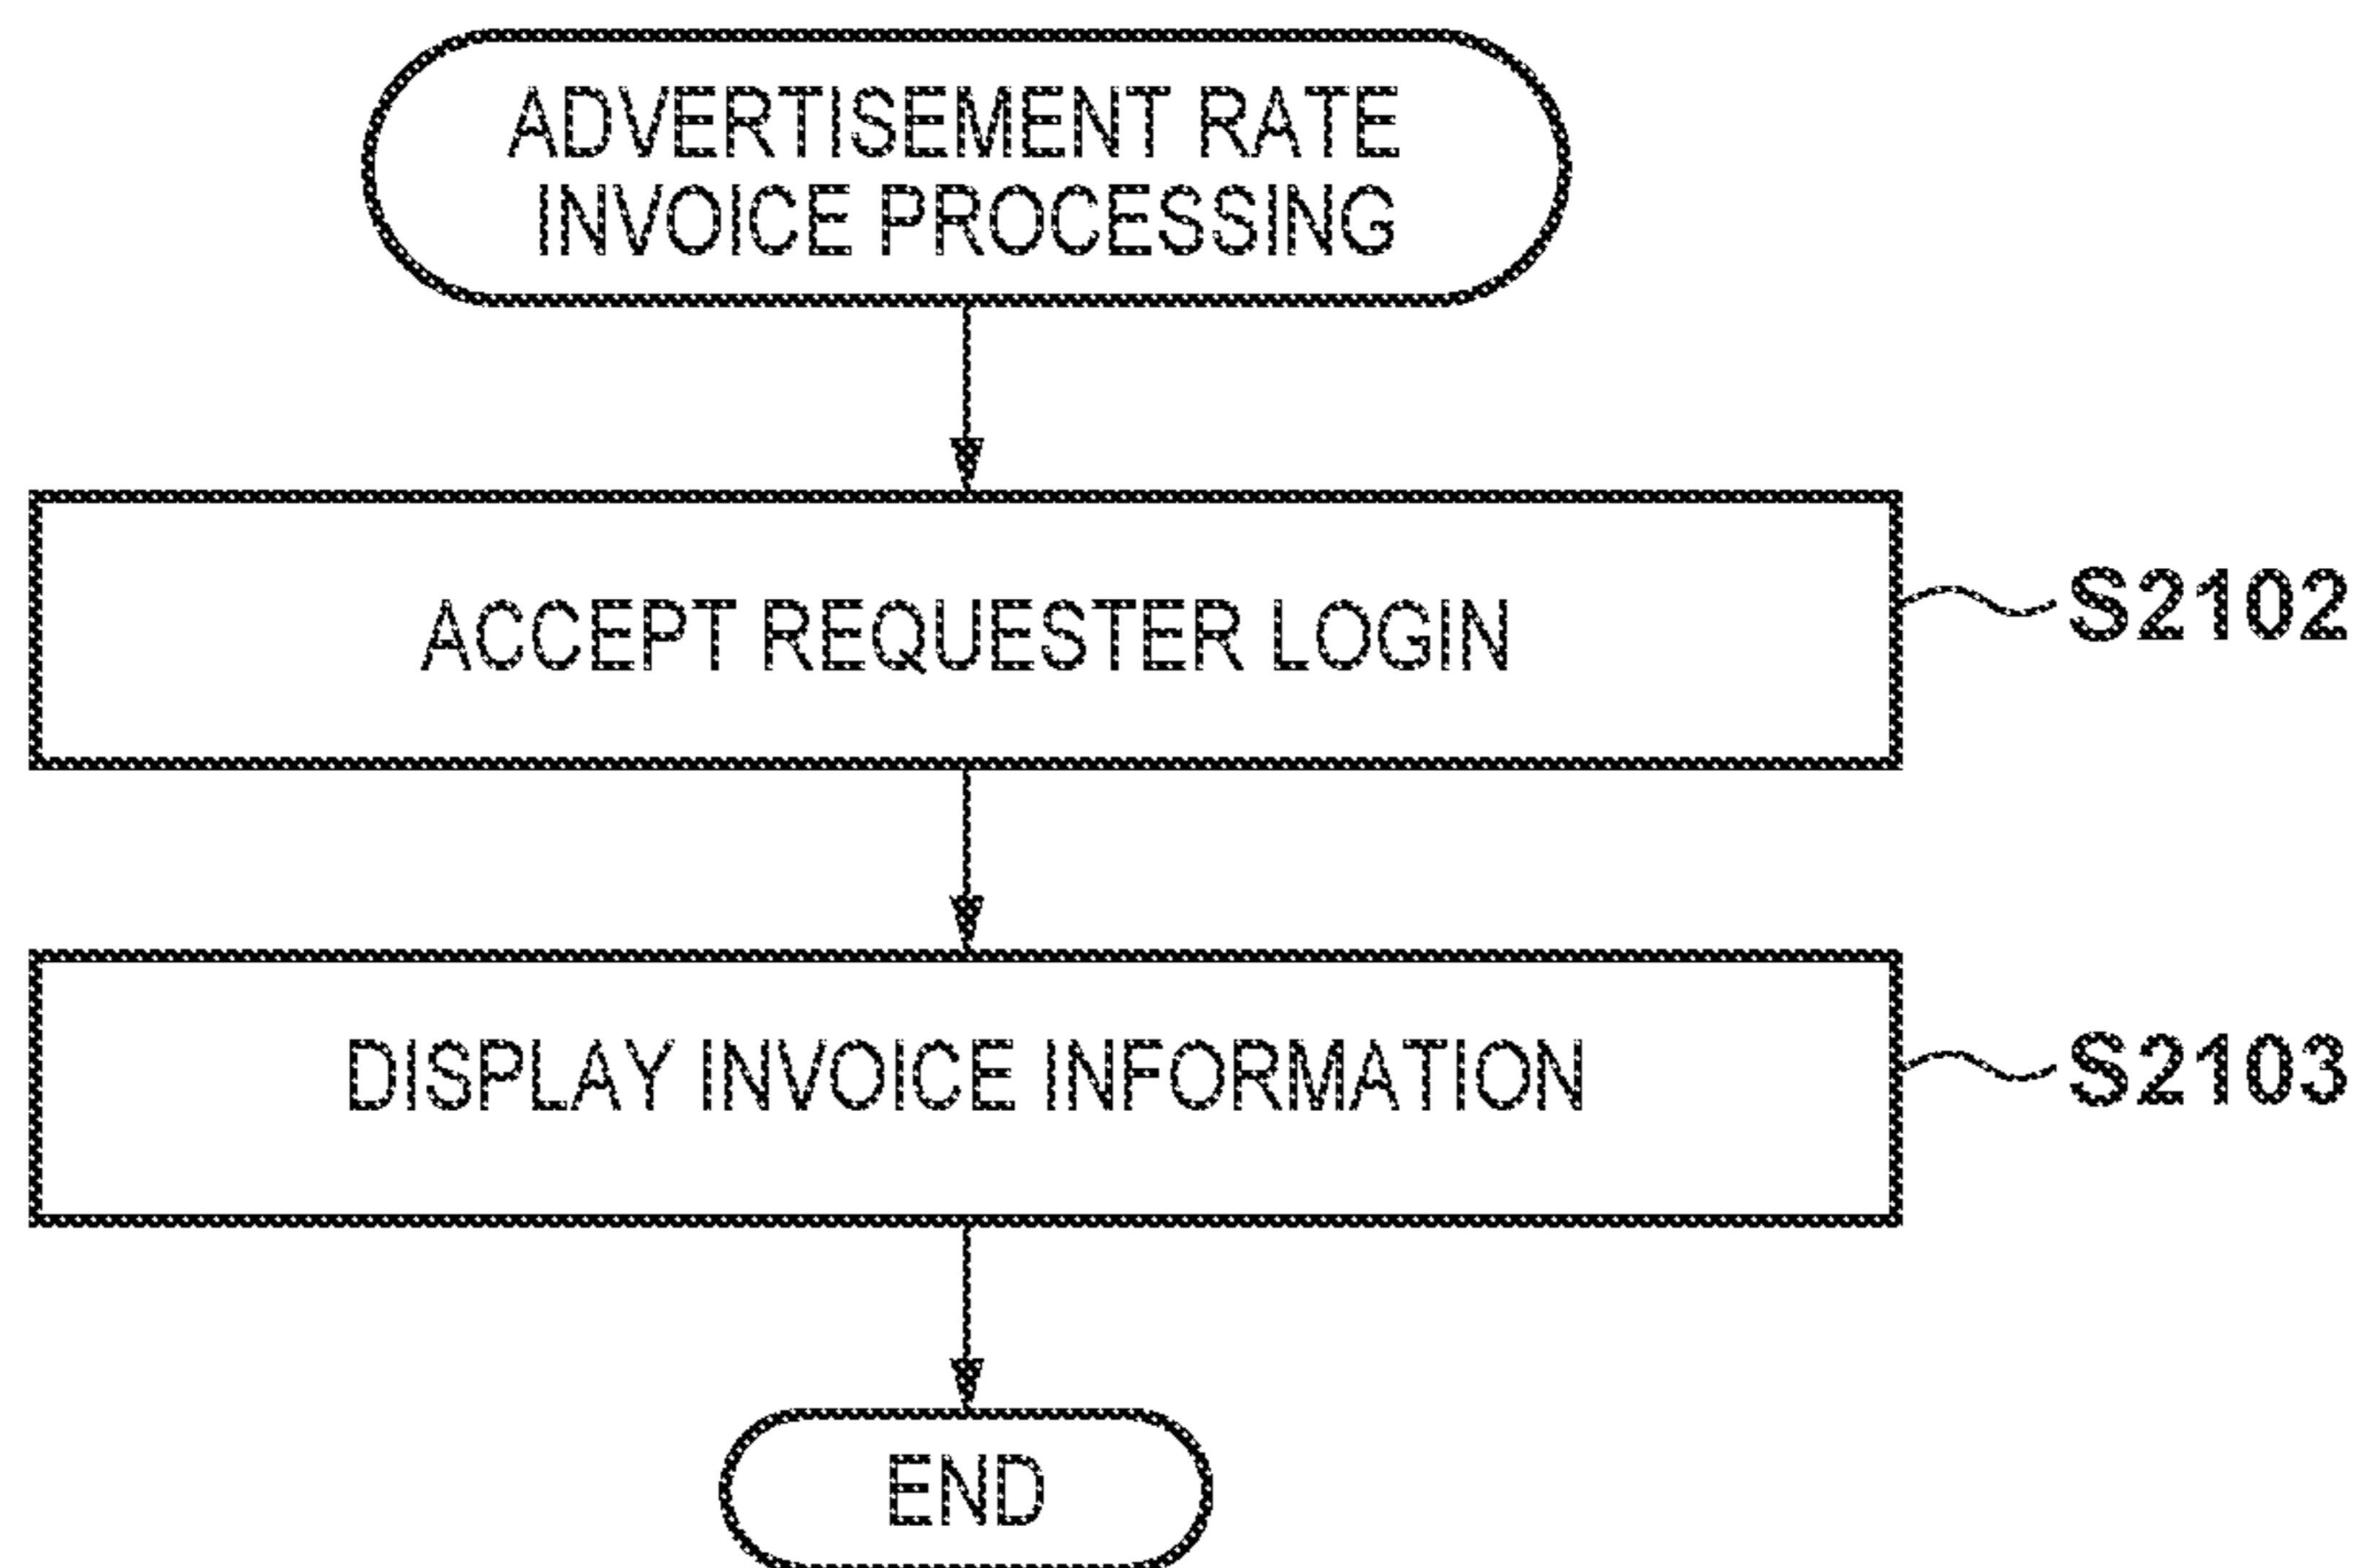 ADVERTISEMENT RATE
INVOICE PROCESSING
ACCEPT REQUESTER LOGIN
S2102
DISPLAY INVOICE INFORMATION
S2103
END